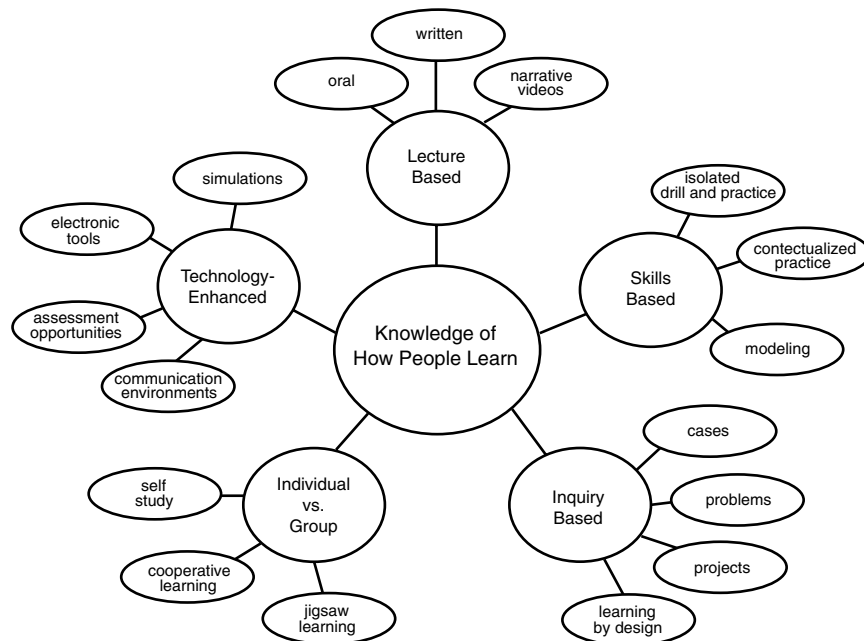 written
oral
narrative
videos
Lecture
Based
simulations
electronic
tools
Technology-
Enhanced
assessment
opportunities
communication
environments
isolated
drill and practice
contectualized
practice
Skills
Based
modeling
Knowledge of
How People Learn
self
study
Individual
vs.
Group
cooperative
learning
jigsaw
learning
cases
Inquiry
Based
problems
projects
learning
by design